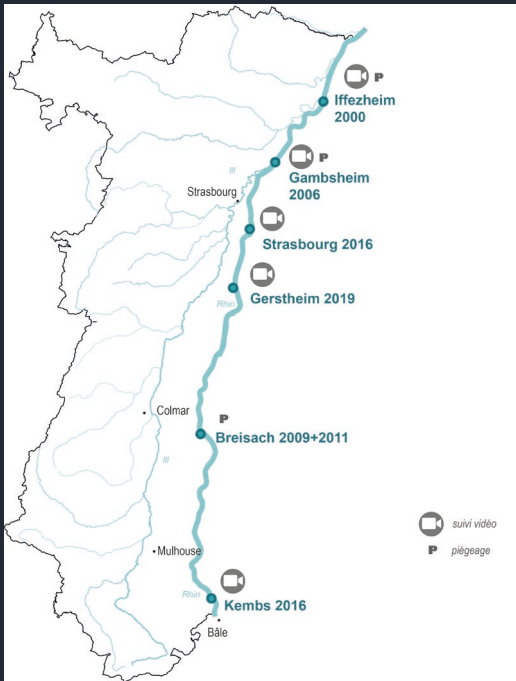 P
Iffezheim
2000
P
Gambsheim
2006
Ill
Strasbourg
Strasbourg 2016
Gerstheim 2019
Rhin
Colmar
P
Breisach 2009+2011
Ill
suivi vidéo
P piégeage
Mulhouse
Rhin
Kembs 2016
Bâle